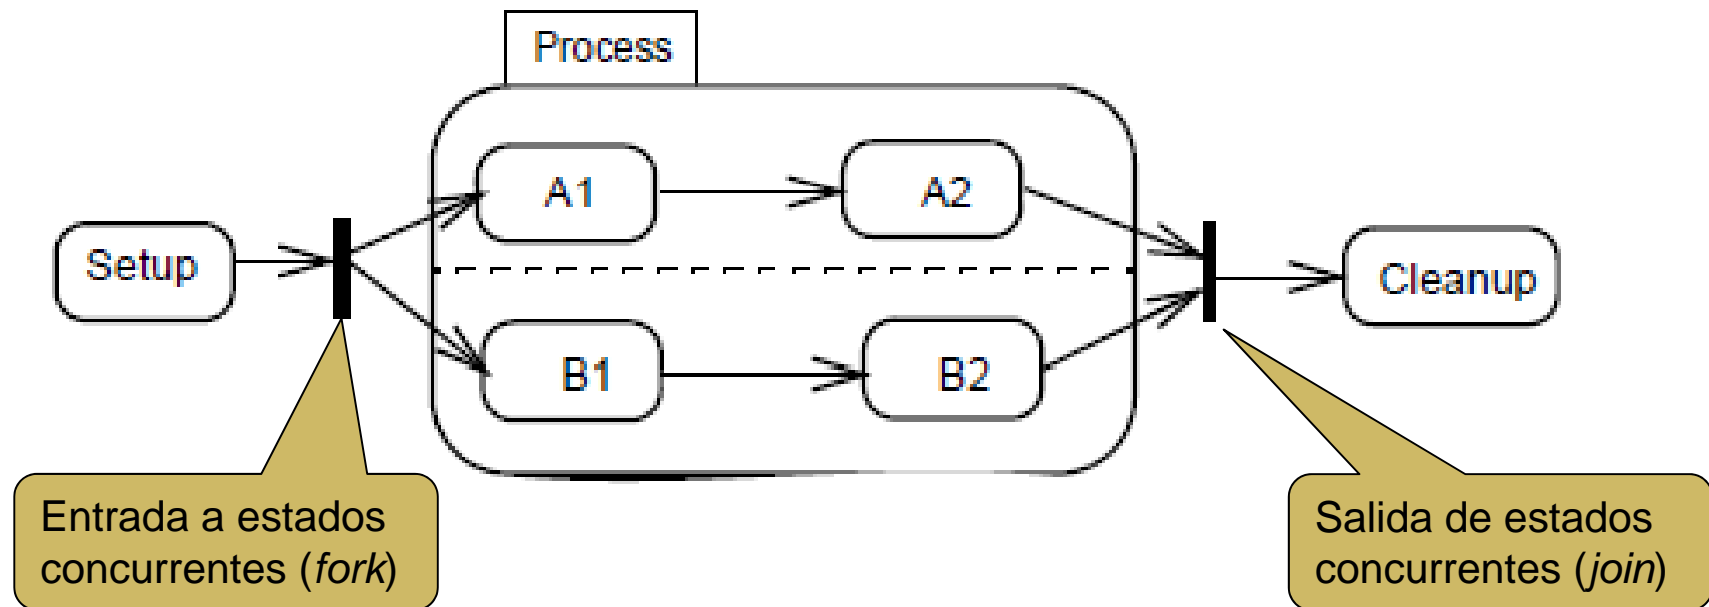 Process
A1
A2
Setup
Cleanup
B1
B2
Entrada a estados
concurrentes (fork)
Salida de estados
concurrentes (join)